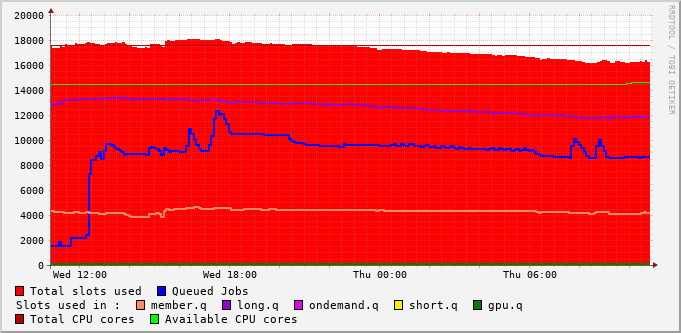 RRDTOOL / TOBI OETIKER
20000
18000
16000
14000
12000
10000
8000
6000
4000
2000
0
Wed 12:00 Wed 18:00 Thu 00:00 Thu 06:00
Total slots used Queued Jobs
Slots used in : member.q long.q ondemand.q short.q gpu.q
Total CPU cores Available CPU cores